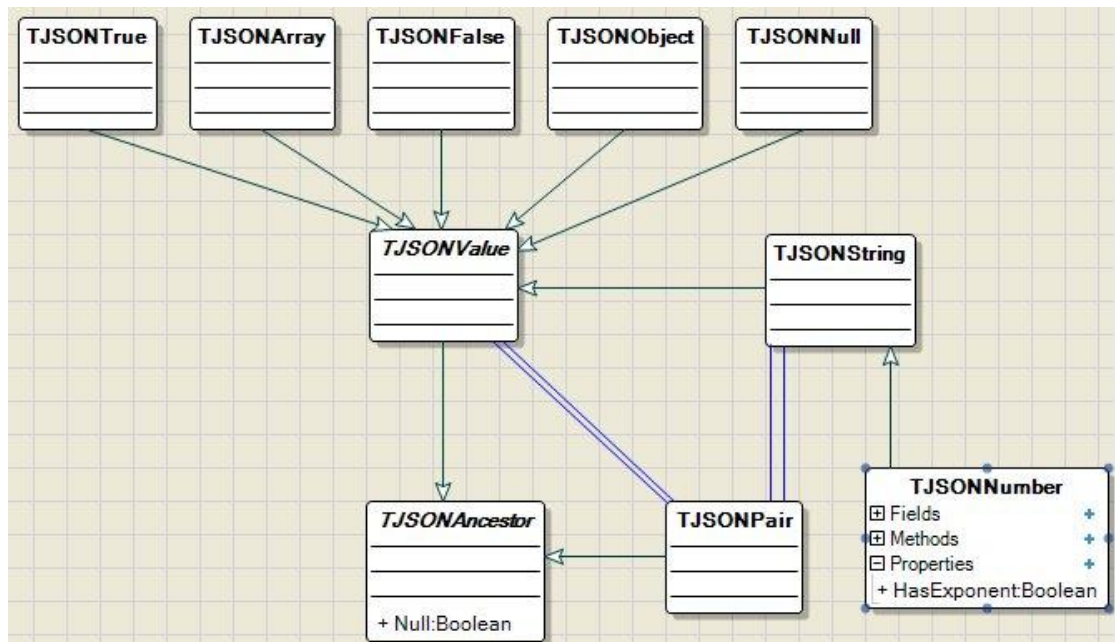 TJSONTrue
TJSONArray
TJSONFalse
TJSONObject
TJSONNull
TJSONValue
TJSONString
TJSONAncestor
+ Null:Boolean
TJSONPair
TJSONNumber
Fields
Methods
Properties
+ HasExponent:Boolean